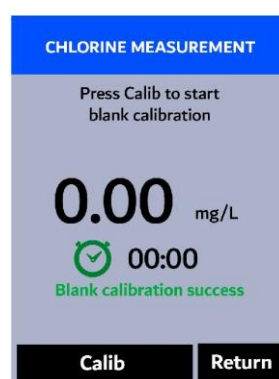 CHLORINE MEASUREMENT
Press Calib to start
blank calibration
0.00 mg/L
00:00
Blank calibration success
Calib Return